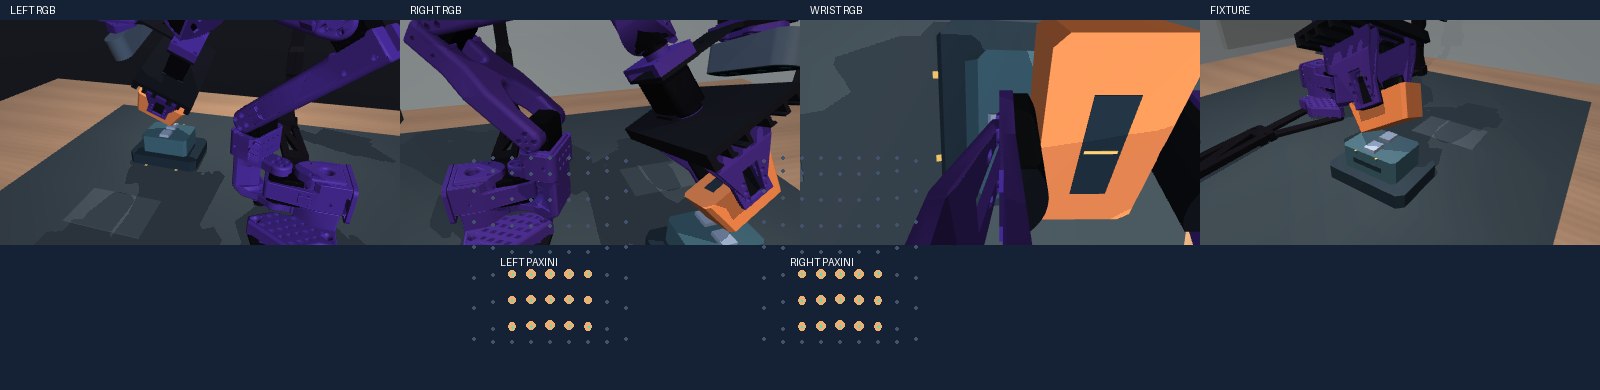 LEFT RGB
RIGHT RGB
WRIST RGB
FIXTURE
LEFT PAXINI
RIGHT PAXINI